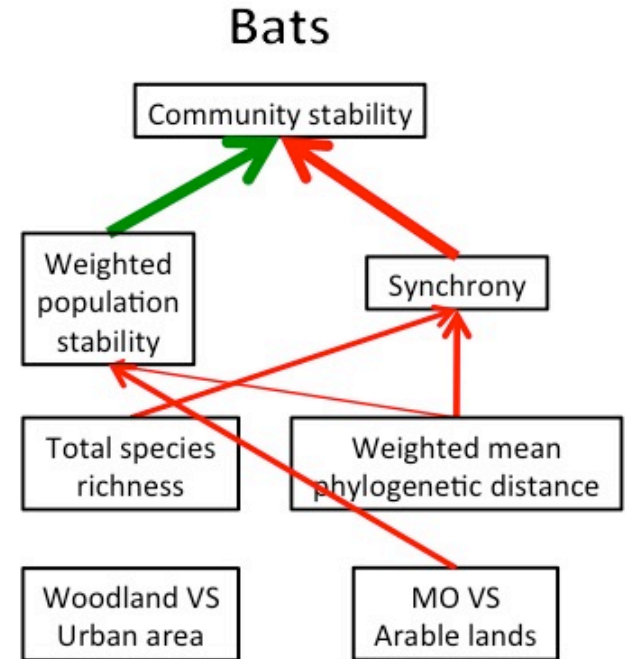 Bats
Community stability
Weighted
population
stability
Synchrony
Total species
richness
Weighted mean
phylogenetic distance
Woodland VS
Urban area
MO VS
Arable lands